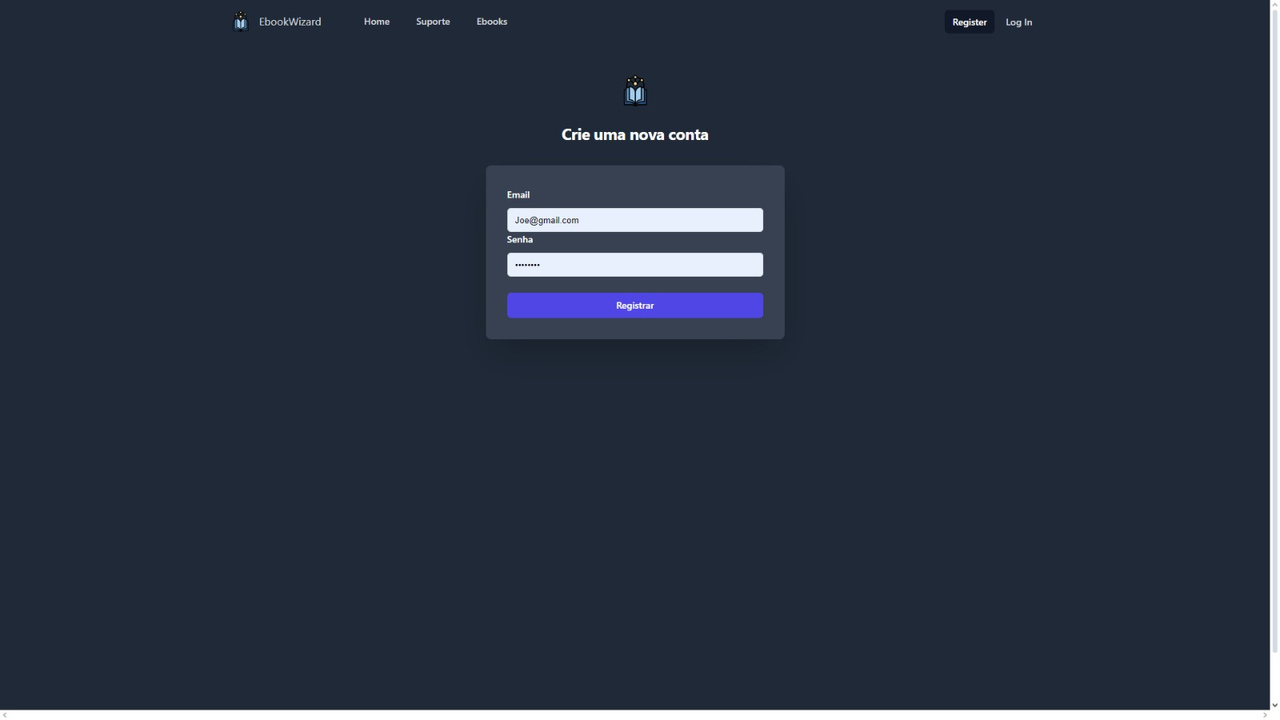 EbookWizard Home Suporte Ebooks Register Log In
Crie uma nova conta
Email
Joe@gmail.com
Senha
••••••••
Registrar